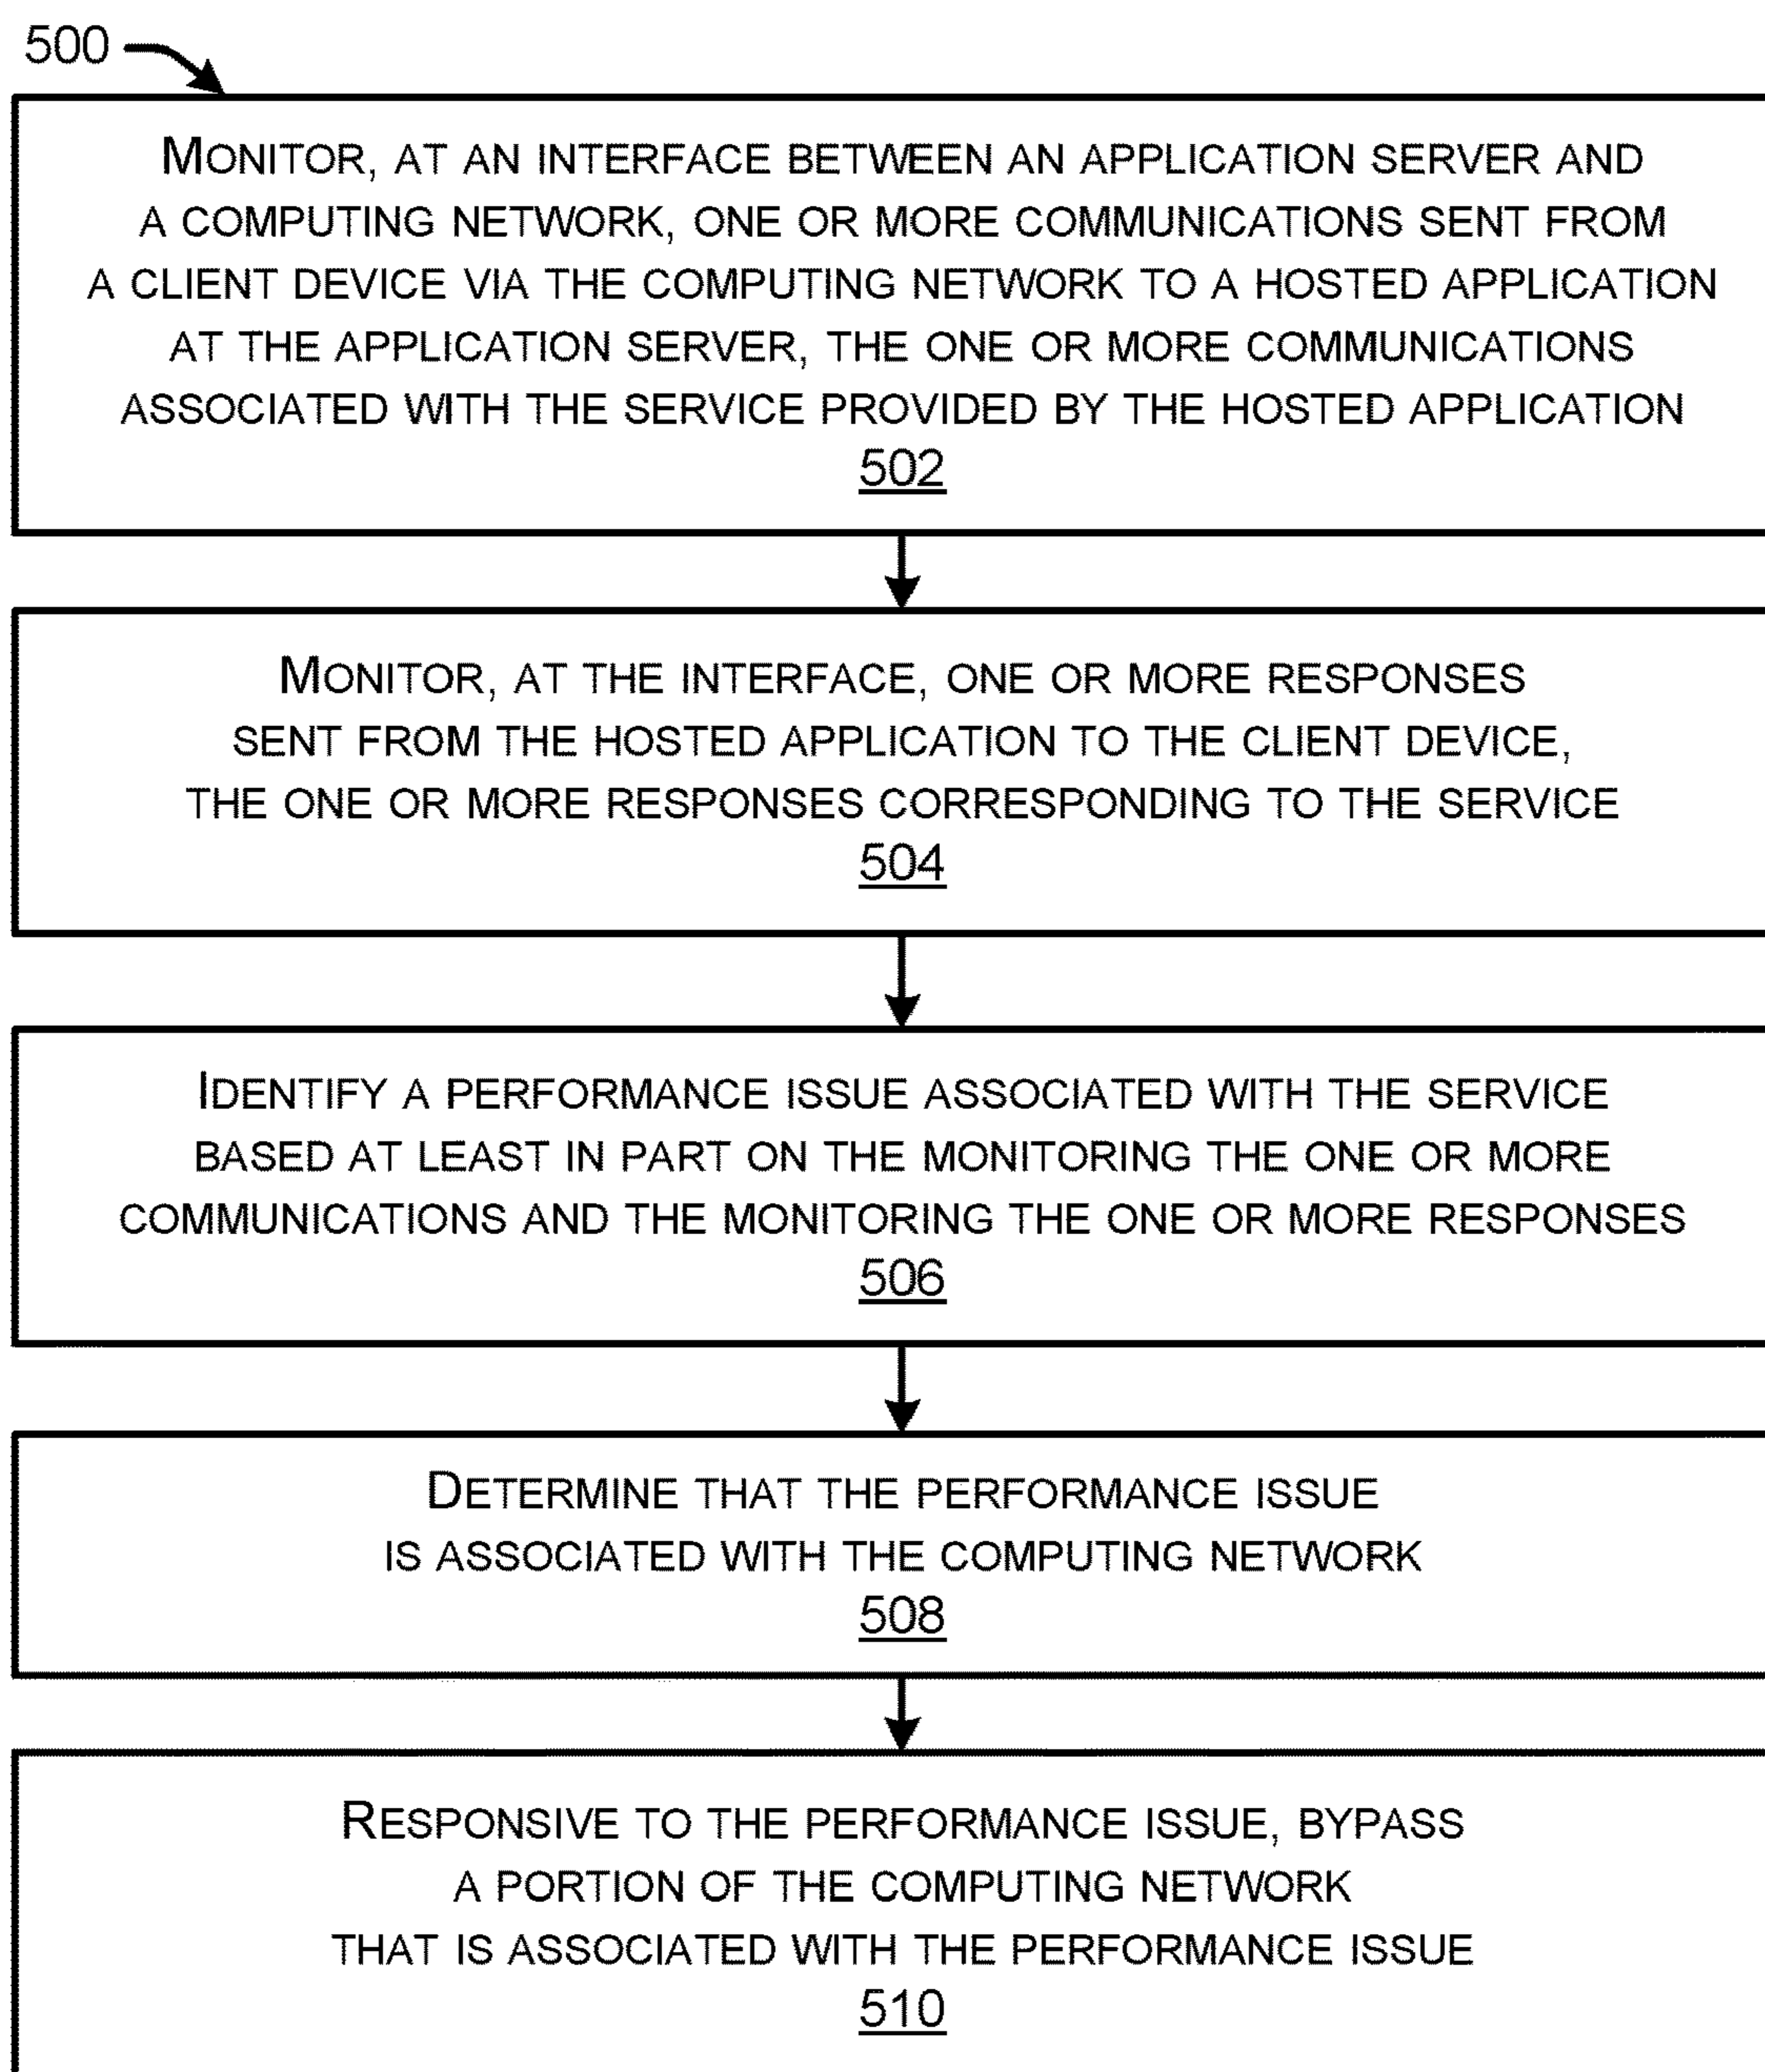 500
MONITOR, AT AN INTERFACE BETWEEN AN APPLICATION SERVER AND
A COMPUTING NETWORK, ONE OR MORE COMMUNICATIONS SENT FROM
A CLIENT DEVICE VIA THE COMPUTING NETWORK TO A HOSTED APPLICATION
AT THE APPLICATION SERVER, THE ONE OR MORE COMMUNICATIONS
ASSOCIATED WITH THE SERVICE PROVIDED BY THE HOSTED APPLICATION
502
MONITOR, AT THE INTERFACE, ONE OR MORE RESPONSES
SENT FROM THE HOSTED APPLICATION TO THE CLIENT DEVICE,
THE ONE OR MORE RESPONSES CORRESPONDING TO THE SERVICE
504
IDENTIFY A PERFORMANCE ISSUE ASSOCIATED WITH THE SERVICE
BASED AT LEAST IN PART ON THE MONITORING THE ONE OR MORE
COMMUNICATIONS AND THE MONITORING THE ONE OR MORE RESPONSES
506
DETERMINE THAT THE PERFORMANCE ISSUE
IS ASSOCIATED WITH THE COMPUTING NETWORK
508
RESPONSIVE TO THE PERFORMANCE ISSUE, BYPASS
A PORTION OF THE COMPUTING NETWORK
THAT IS ASSOCIATED WITH THE PERFORMANCE ISSUE
510